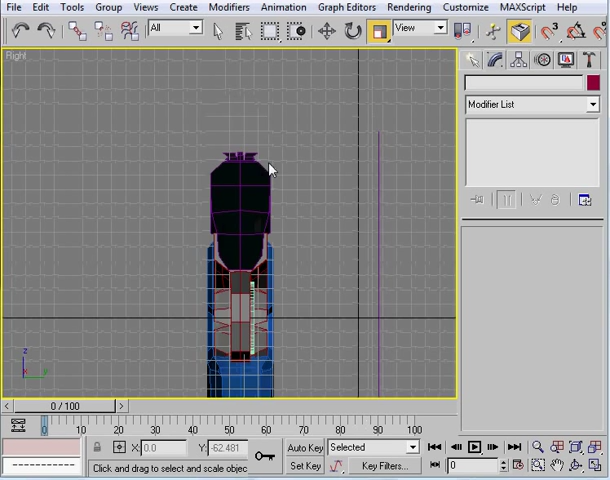 File Edit Tools Group Views Create Modifiers Animation Graph Editors Rendering Customize MAXScript Help
All View
Right
Modifier List
z
x y
0 / 100
0 10 20 30 40 50 60 70 80 90 100
X: 0.0 Y: -62.481 Auto Key Selected
Click and drag to select and scale objec Set Key Key Filters... 0